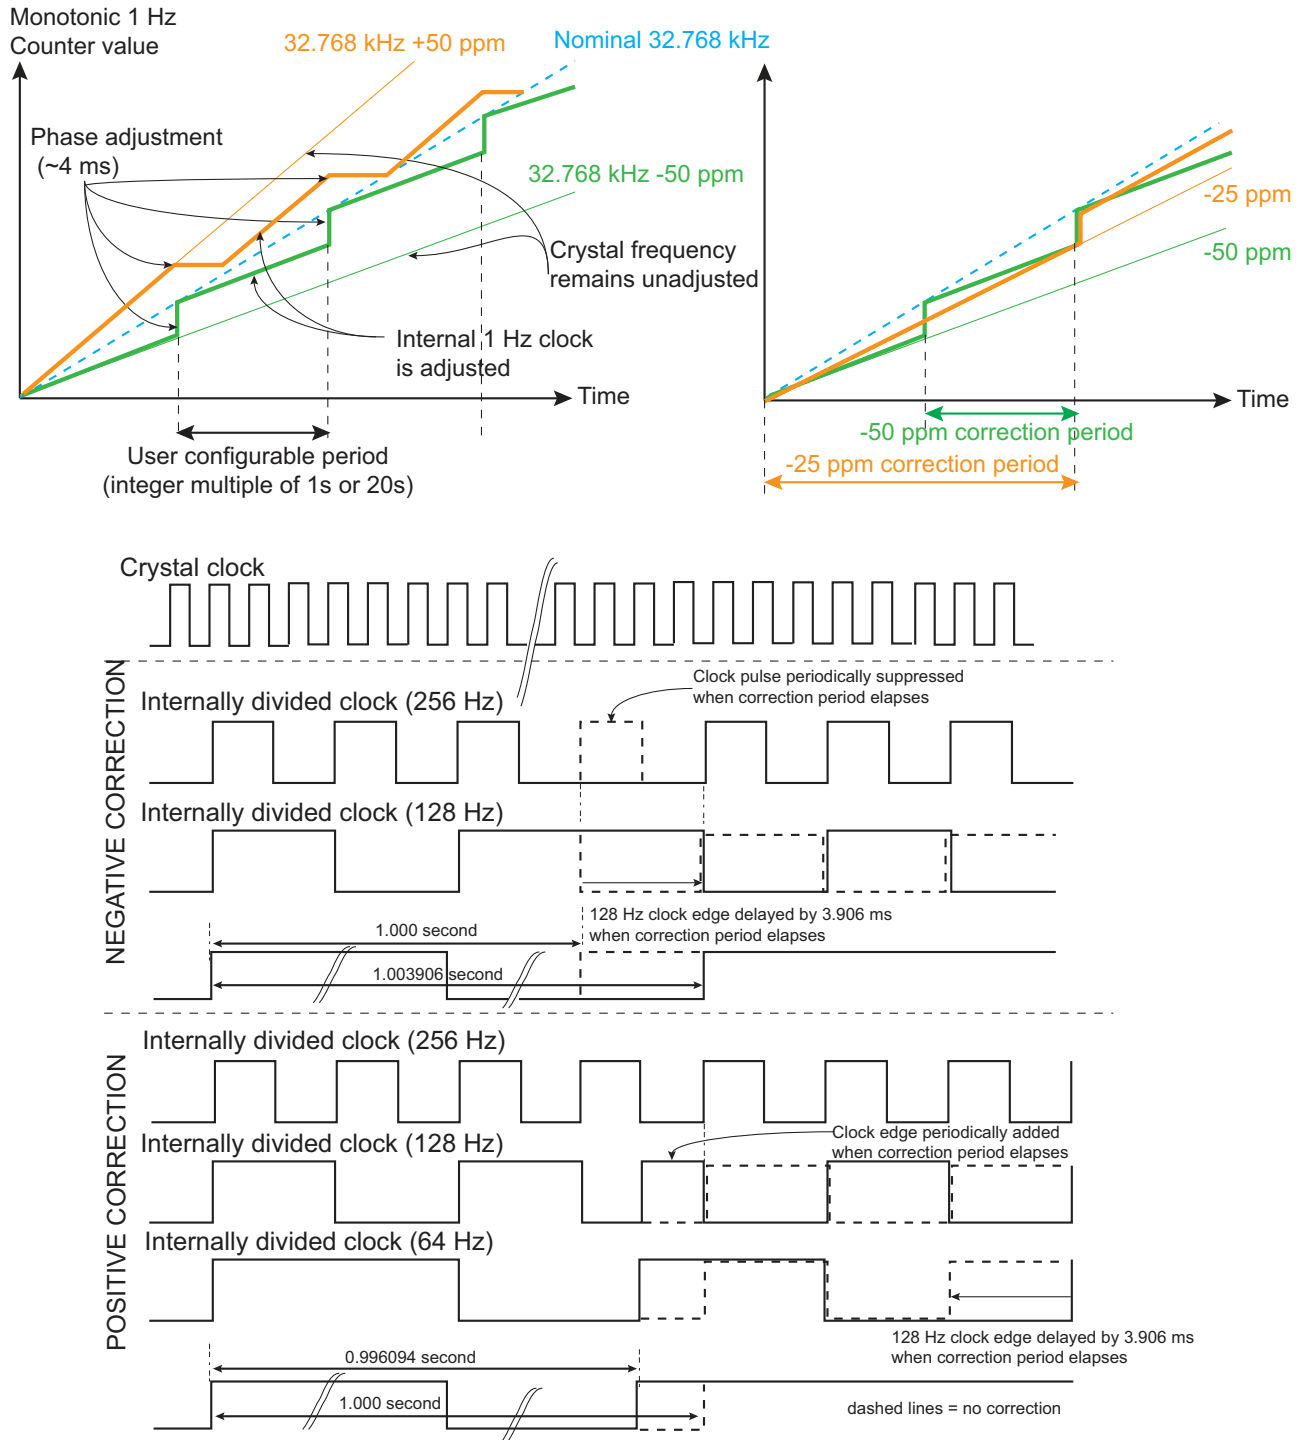 Monotonic 1 Hz
Counter value
32.768 kHz +50 ppm
Nominal 32.768 kHz
Phase adjustment
(~4 ms)
32.768 kHz -50 ppm
Crystal frequency
remains unadjusted
Internal 1 Hz clock
is adjusted
Time
User configurable period
(integer multiple of 1s or 20s)
-25 ppm
-50 ppm
Time
-50 ppm correction period
-25 ppm correction period
Crystal clock
NEGATIVE CORRECTION
Internally divided clock (256 Hz)
Clock pulse periodically suppressed
when correction period elapses
Internally divided clock (128 Hz)
128 Hz clock edge delayed by 3.906 ms
when correction period elapses
1.000 second
1.003906 second
POSITIVE CORRECTION
Internally divided clock (256 Hz)
Internally divided clock (128 Hz)
Clock edge periodically added
when correction period elapses
Internally divided clock (64 Hz)
128 Hz clock edge delayed by 3.906 ms
when correction period elapses
0.996094 second
1.000 second
dashed lines = no correction